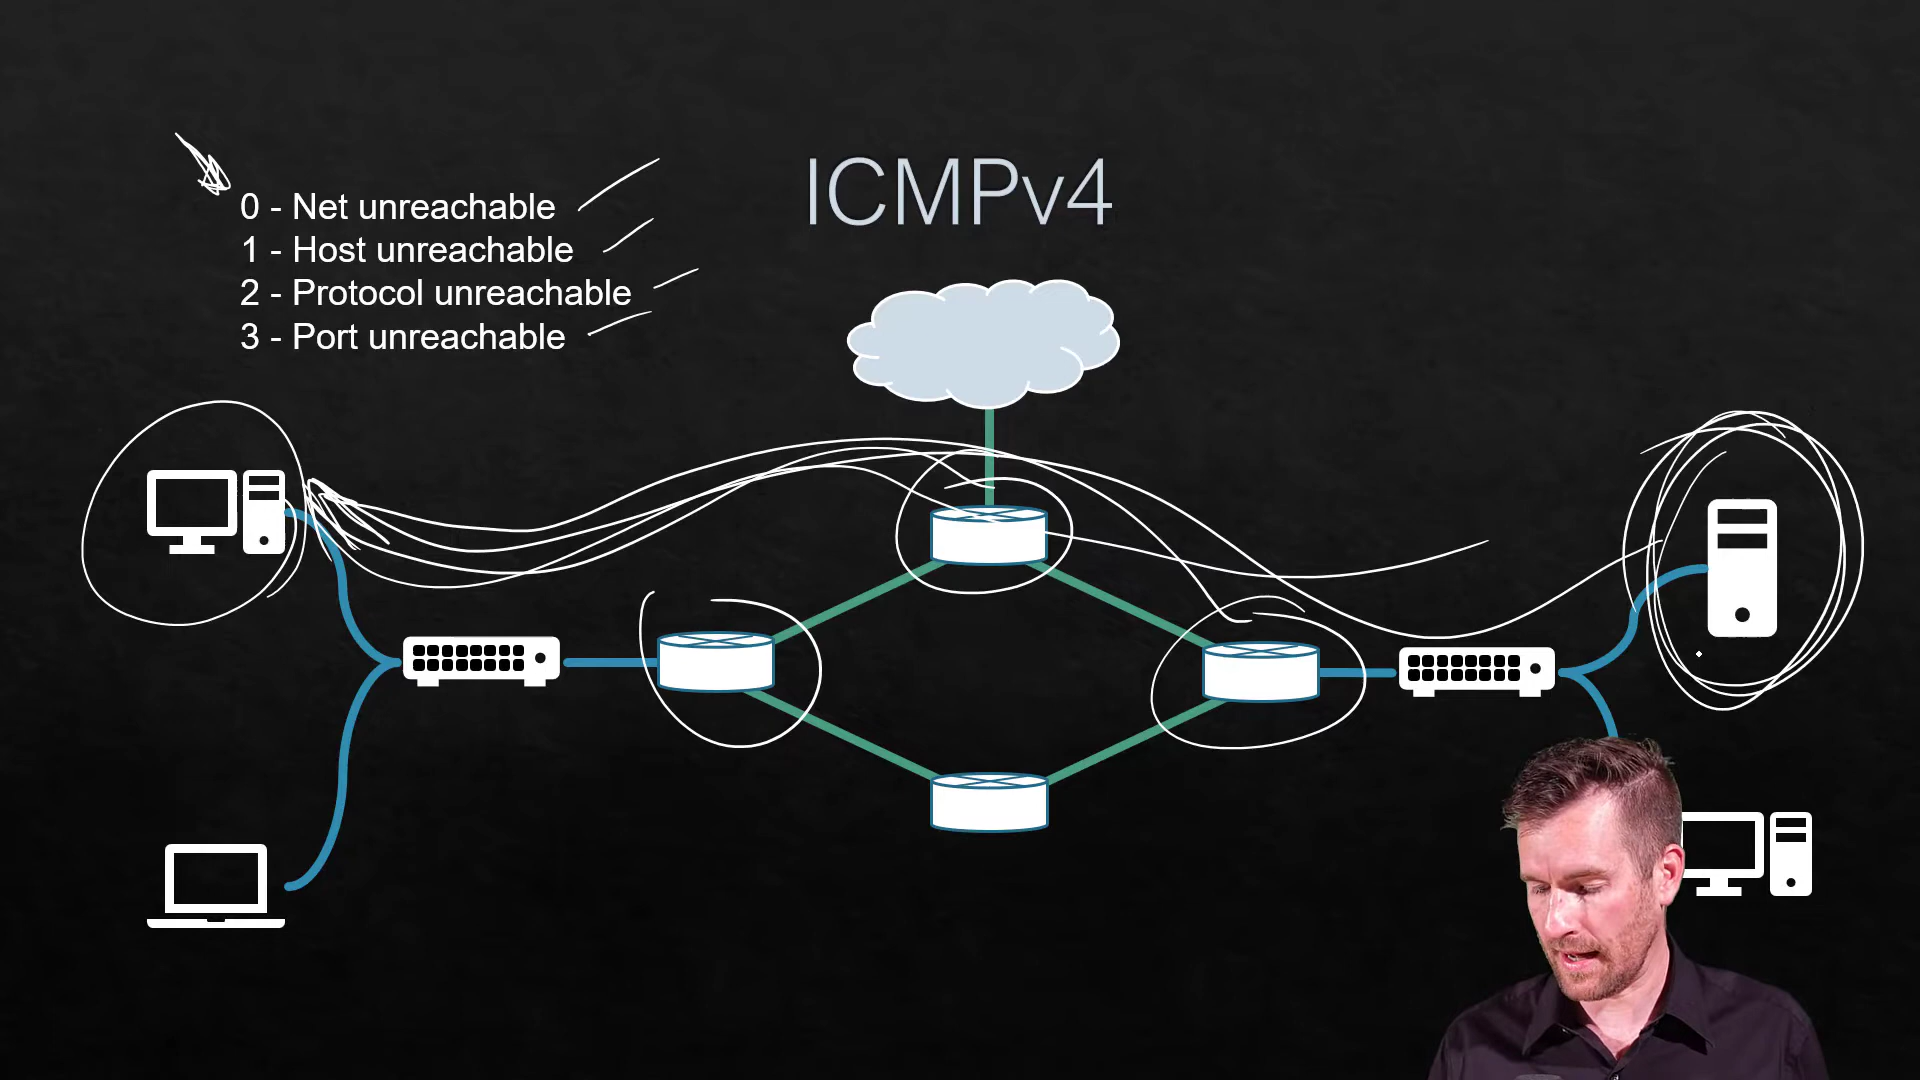 ICMPv4
0 - Net unreachable
1 - Host unreachable
2 - Protocol unreachable
3 - Port unreachable